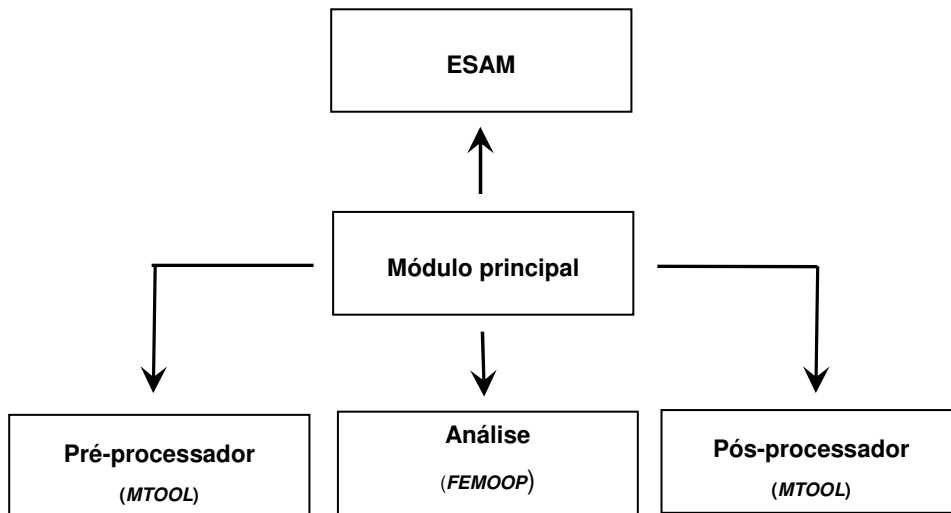 ESAM
Módulo principal
Pré-processador
(MTOOL)
Análise
(FEMOOP)
Pós-processador
(MTOOL)